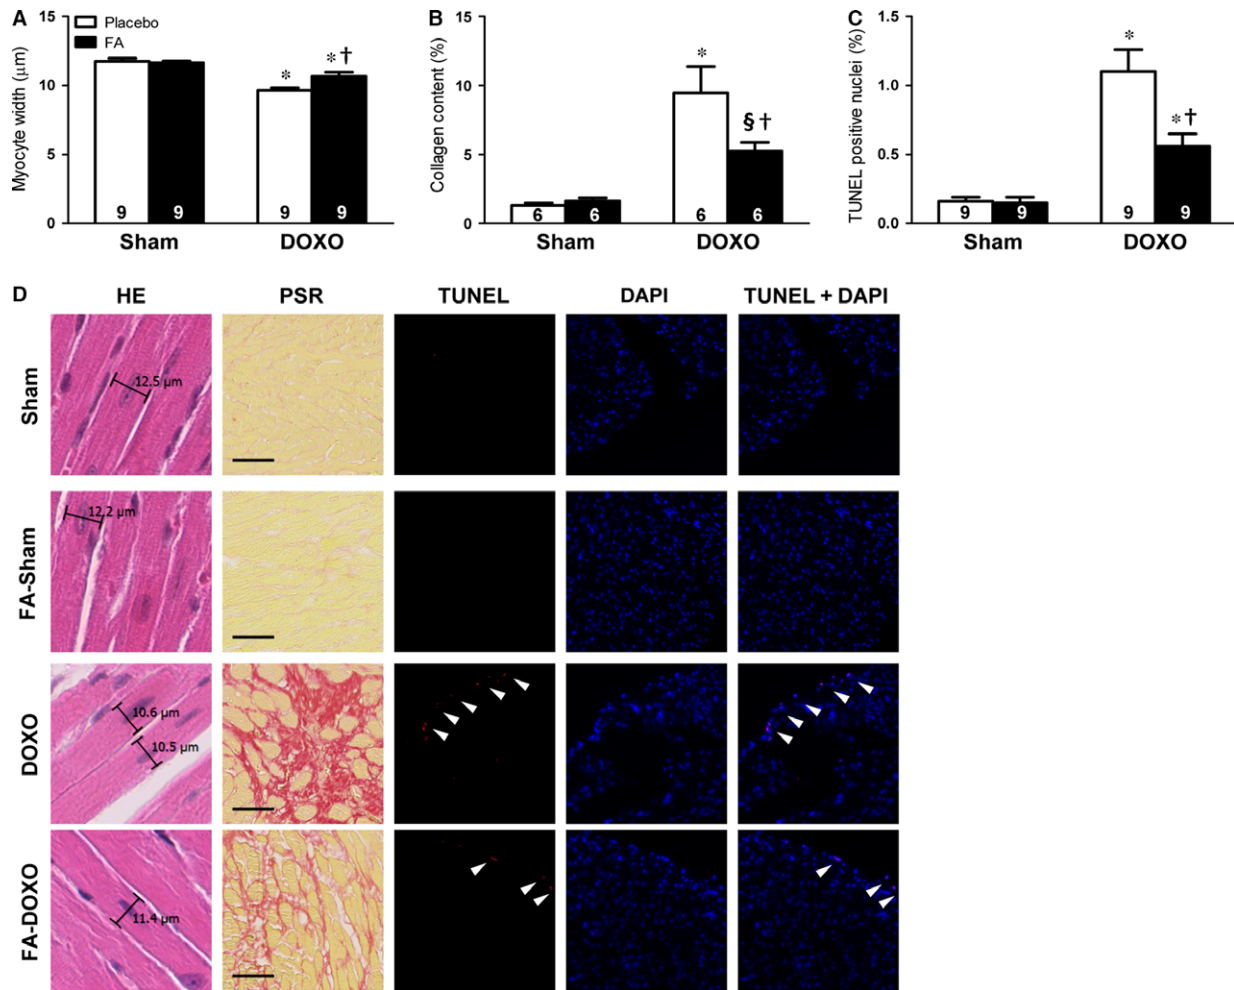 A
Myocyte width (μm)
15
10
5
0
Placebo
FA
*
*†
9
9
9
9
Sham
DOXO
B
Collagen content (%)
15
10
5
0
*
§†
6
6
6
6
Sham
DOXO
C
TUNEL positive nuclei (%)
1.5
1.0
0.5
0.0
*
*†
9
9
9
9
Sham
DOXO
D
HE
PSR
TUNEL
DAPI
TUNEL + DAPI
Sham
12.5 μm
FA-Sham
12.2 μm
DOXO
10.6 μm
10.5 μm
FA-DOXO
11.4 μm